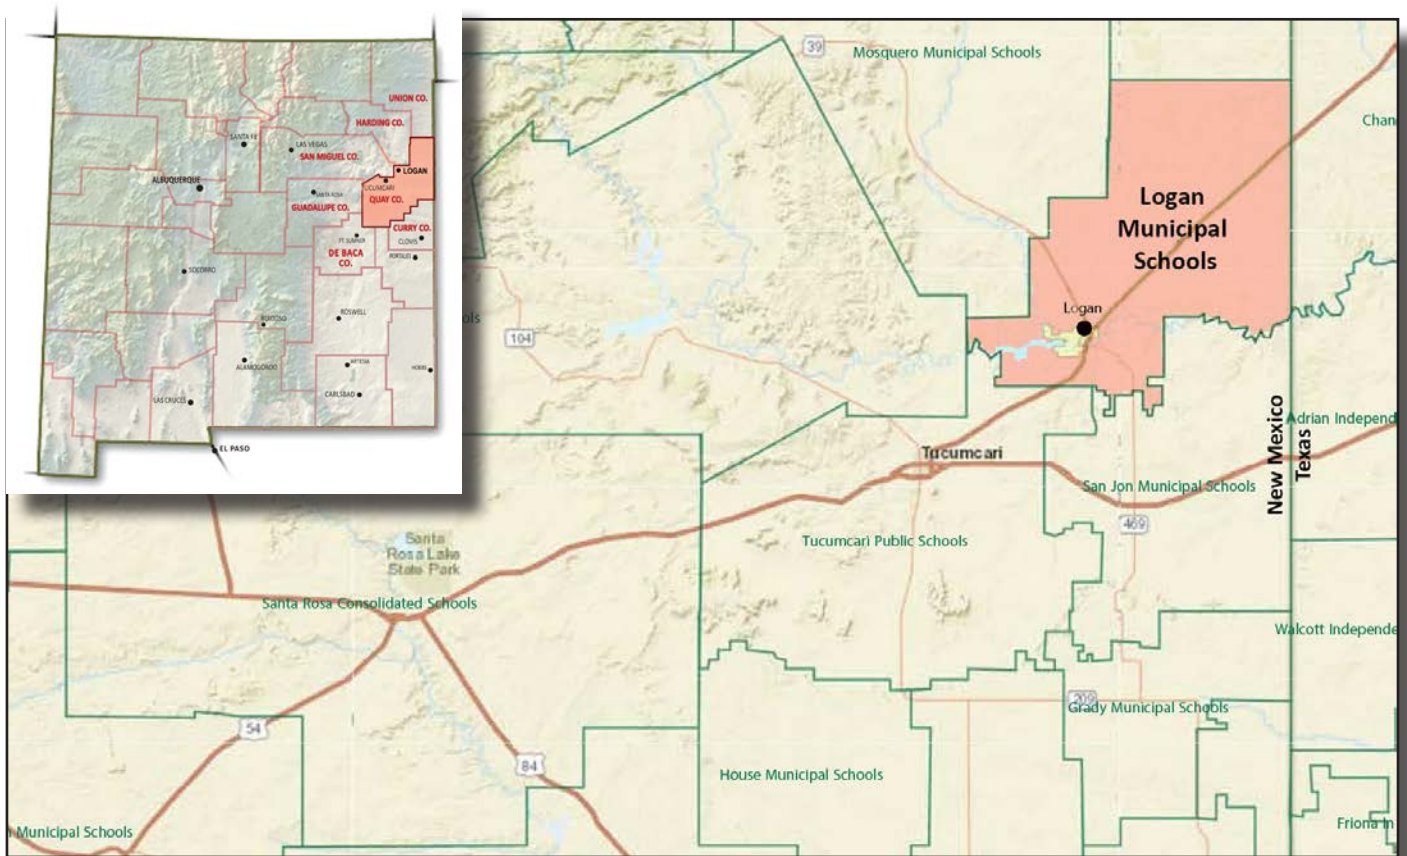 UNION CO.
HARDING CO.
SANTA FE
LAS VEGAS
SAN MIGUEL CO.
LOGAN
ALBUQUERQUE
UCUMCARI
SANTA ROSA
QUAY CO.
GUADALUPE CO.
CURRY CO.
FT. SUMNER
CLOVIS
DE BACA
CO.
PORTALES
SOCORRO
RUIDOSO
ROSWELL
ALAMOGORDO
ARTESIA
HOBBS
CARLSBAD
LAS CRUCES
EL PASO
39
Mosquero Municipal Schools
Chan
Logan
Municipal
Schools
Logan
ols
104
New Mexico
Texas
Adrian Independ
Tucumcari
San Jon Municipal Schools
469
Tucumcari Public Schools
Santa
Rosa Lake
State Park
Santa Rosa Consolidated Schools
Walcott Independe
209
Grady Municipal Schools
54
84
House Municipal Schools
Municipal Schools
Friona In